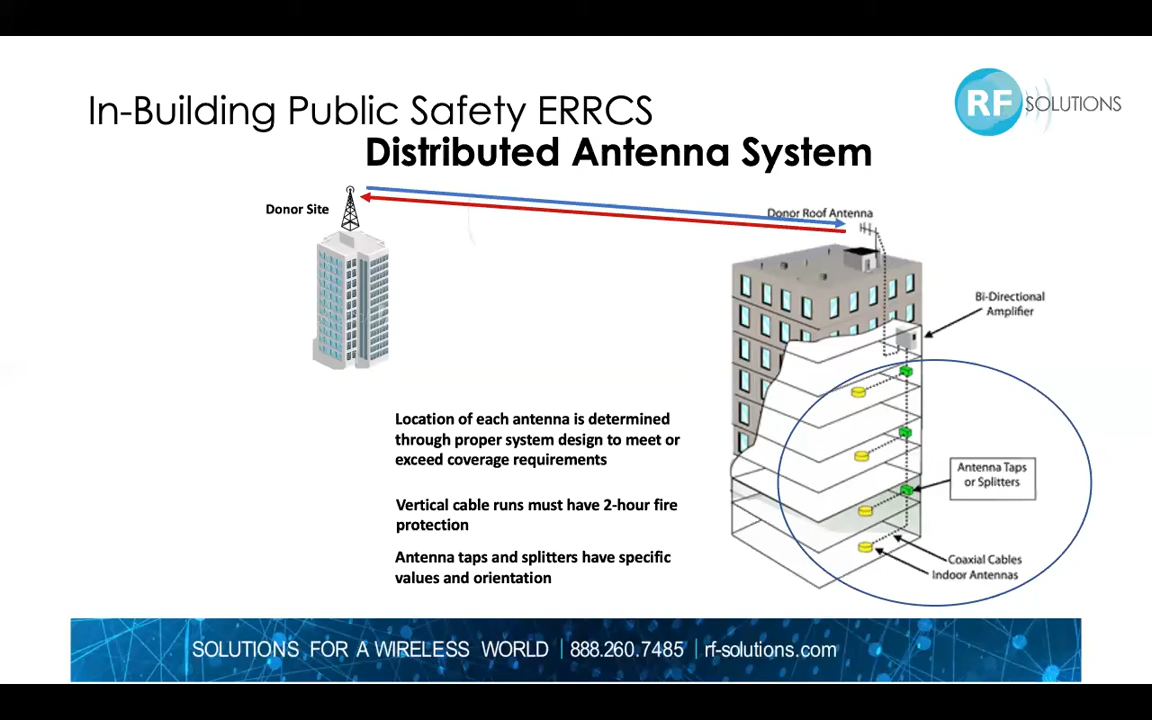 In-Building Public Safety ERRCS
RF SOLUTIONS
Distributed Antenna System
Donor Site
Donor Roof Antenna
Bi-Directional
Amplifier
Location of each antenna is determined
through proper system design to meet or
exceed coverage requirements
Antenna Taps
or Splitters
Vertical cable runs must have 2-hour fire
protection
Antenna taps and splitters have specific
values and orientation
Coaxial Cables
Indoor Antennas
SOLUTIONS FOR A WIRELESS WORLD | 888.260.7485 | rf-solutions.com